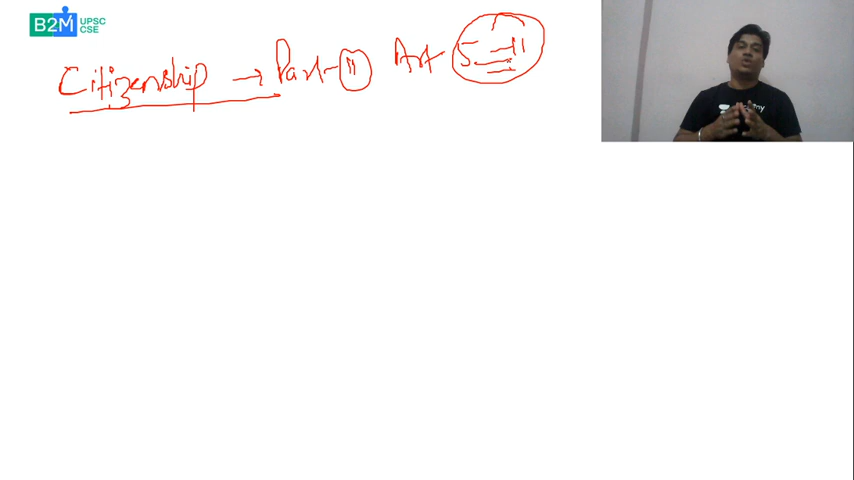 B2M UPSC
CSE
Citizenship → Part-II Art 5-11